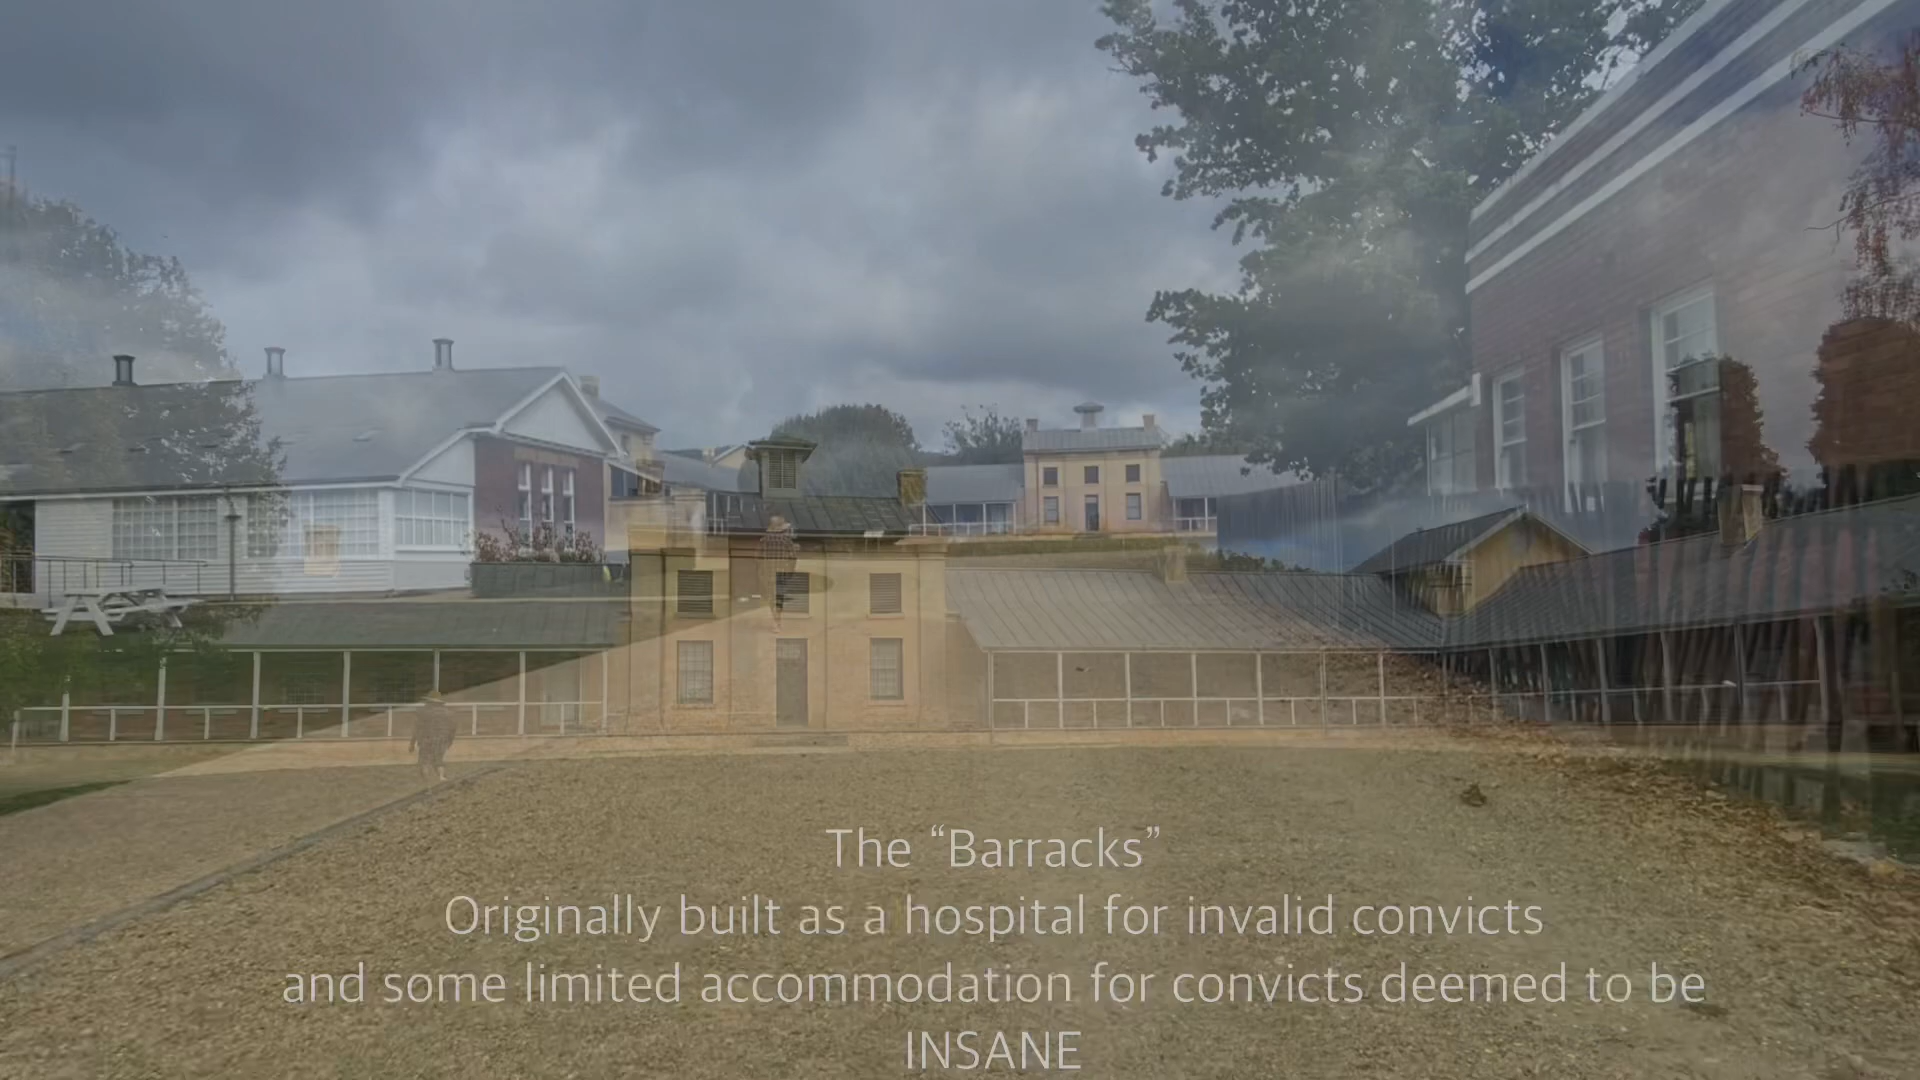 The “Barracks”
Originally built as a hospital for invalid convicts
and some limited accommodation for convicts deemed to be
INSANE